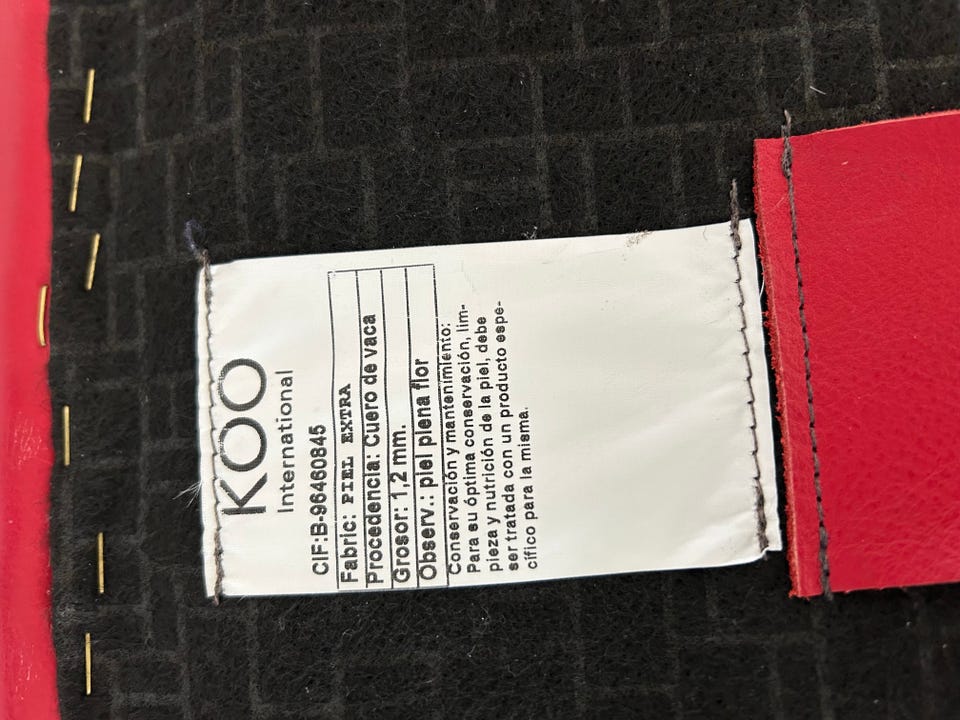 KOO
International
CIF:B-96460845
Fabric: PIEL EXTRA
Procedencia: Cuero de vaca
Grosor: 1,2 mm.
Observ.: piel plena flor
Conservación y mantenimiento:
Para su óptima conservación, lim-
pieza y nutrición de la piel, debe
ser tratada con un producto espe-
cífico para la misma.